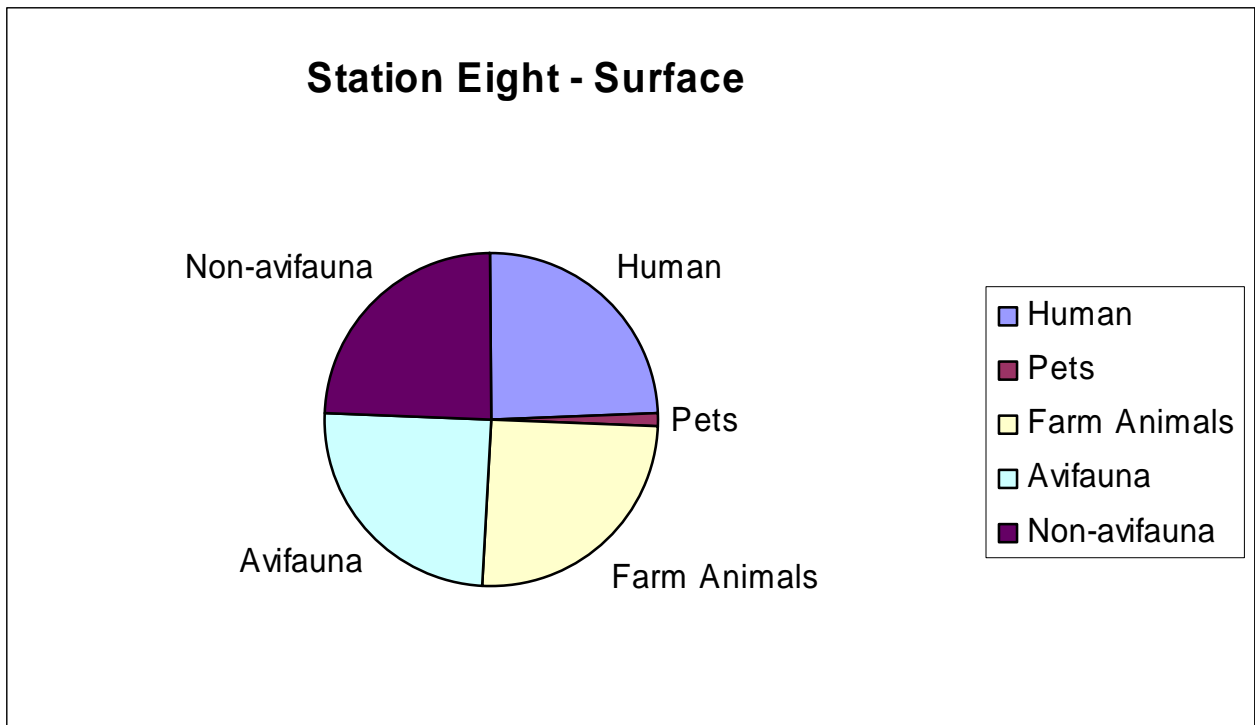 Station Eight - Surface
Non-avifauna
Human
Pets
Avifauna
Farm Animals
Human
Pets
Farm Animals
Avifauna
Non-avifauna